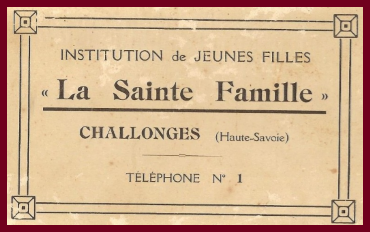 INSTITUTION de JEUNES FILLES
« La Sainte Famille »
CHALLONGES (Haute-Savoie)
TÉLÉPHONE N° 1